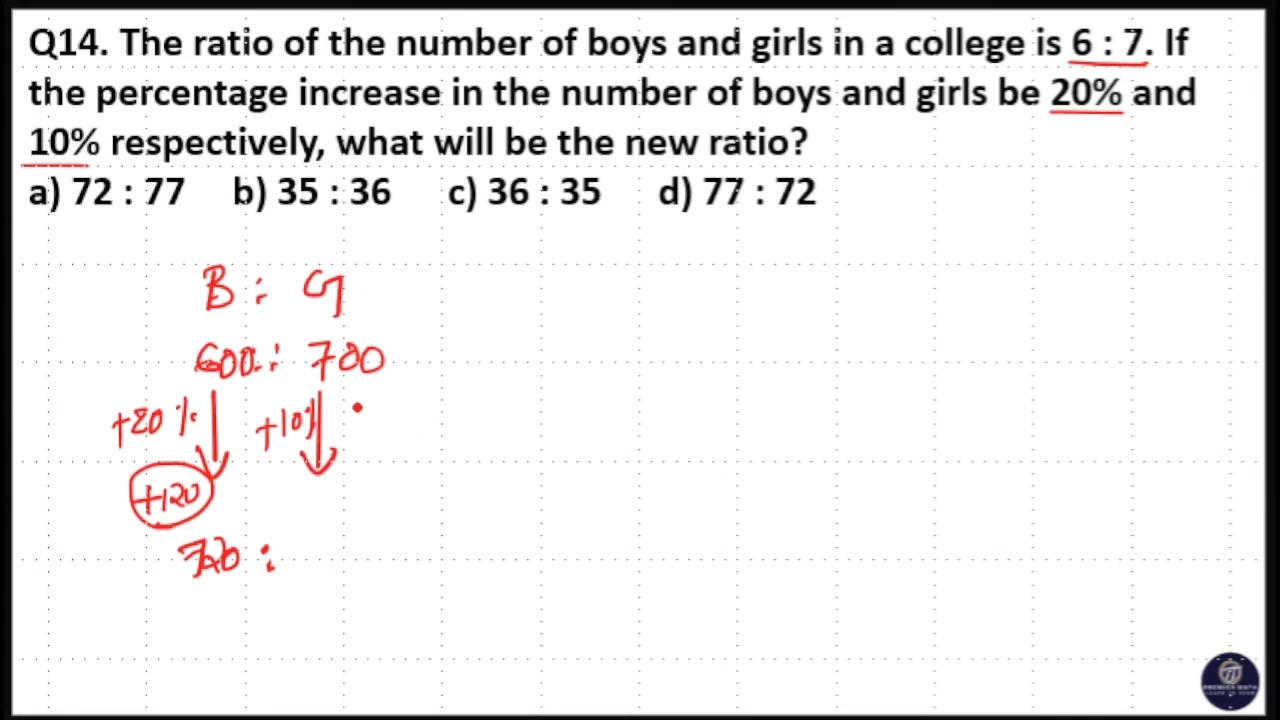 Q14. The ratio of the number of boys and girls in a college is 6 : 7. If
the percentage increase in the number of boys and girls be 20% and
10% respectively, what will be the new ratio?
a) 72 : 77 b) 35 : 36 c) 36 : 35 d) 77 : 72
B : G
600 : 700
+20% +10%
+120
720 :
PREMIER MATH